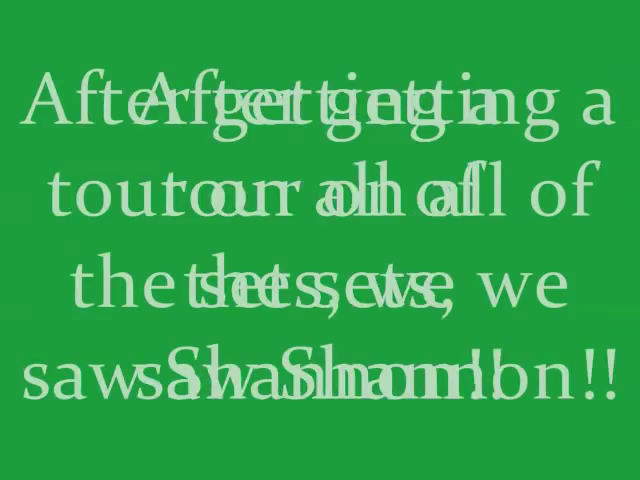 After getting a
tour on all of
the sets, we
saw Shannon!!